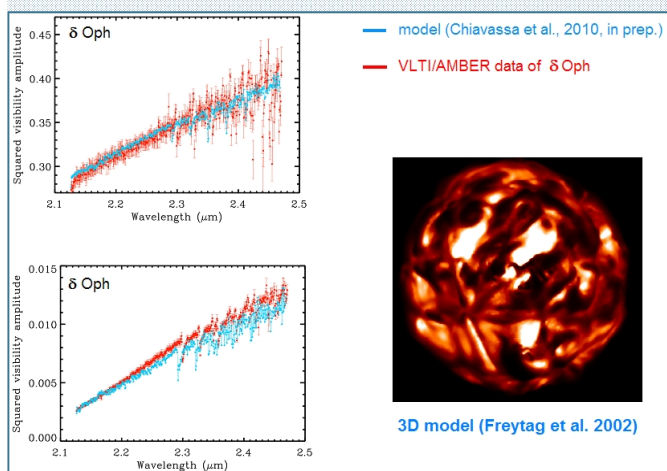 δ Oph
Squared visibility amplitude
0.40
0.35
0.30
2.1 2.2 2.3 2.4 2.5
Wavelength (μm)
δ Oph
Squared visibility amplitude
0.015
0.010
0.005
0.000
2.1 2.2 2.3 2.4 2.5
Wavelength (μm)
model (Chiavassa et al., 2010, in prep.)
VLTI/AMBER data of δ Oph
3D model (Freytag et al. 2002)